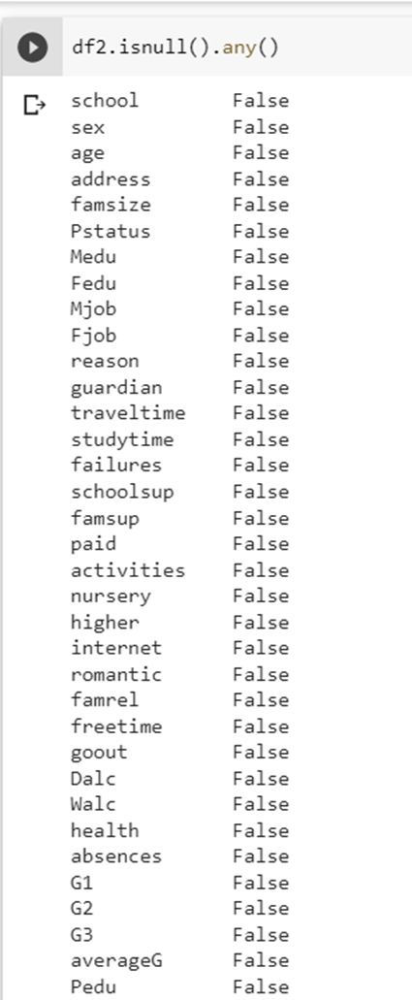 df2.isnull().any()
school False
sex False
age False
address False
famsize False
Pstatus False
Medu False
Fedu False
Mjob False
Fjob False
reason False
guardian False
traveltime False
studytime False
failures False
schoolsup False
famsup False
paid False
activities False
nursery False
higher False
internet False
romantic False
famrel False
freetime False
goout False
Dalc False
Walc False
health False
absences False
G1 False
G2 False
G3 False
averageG False
Pedu False